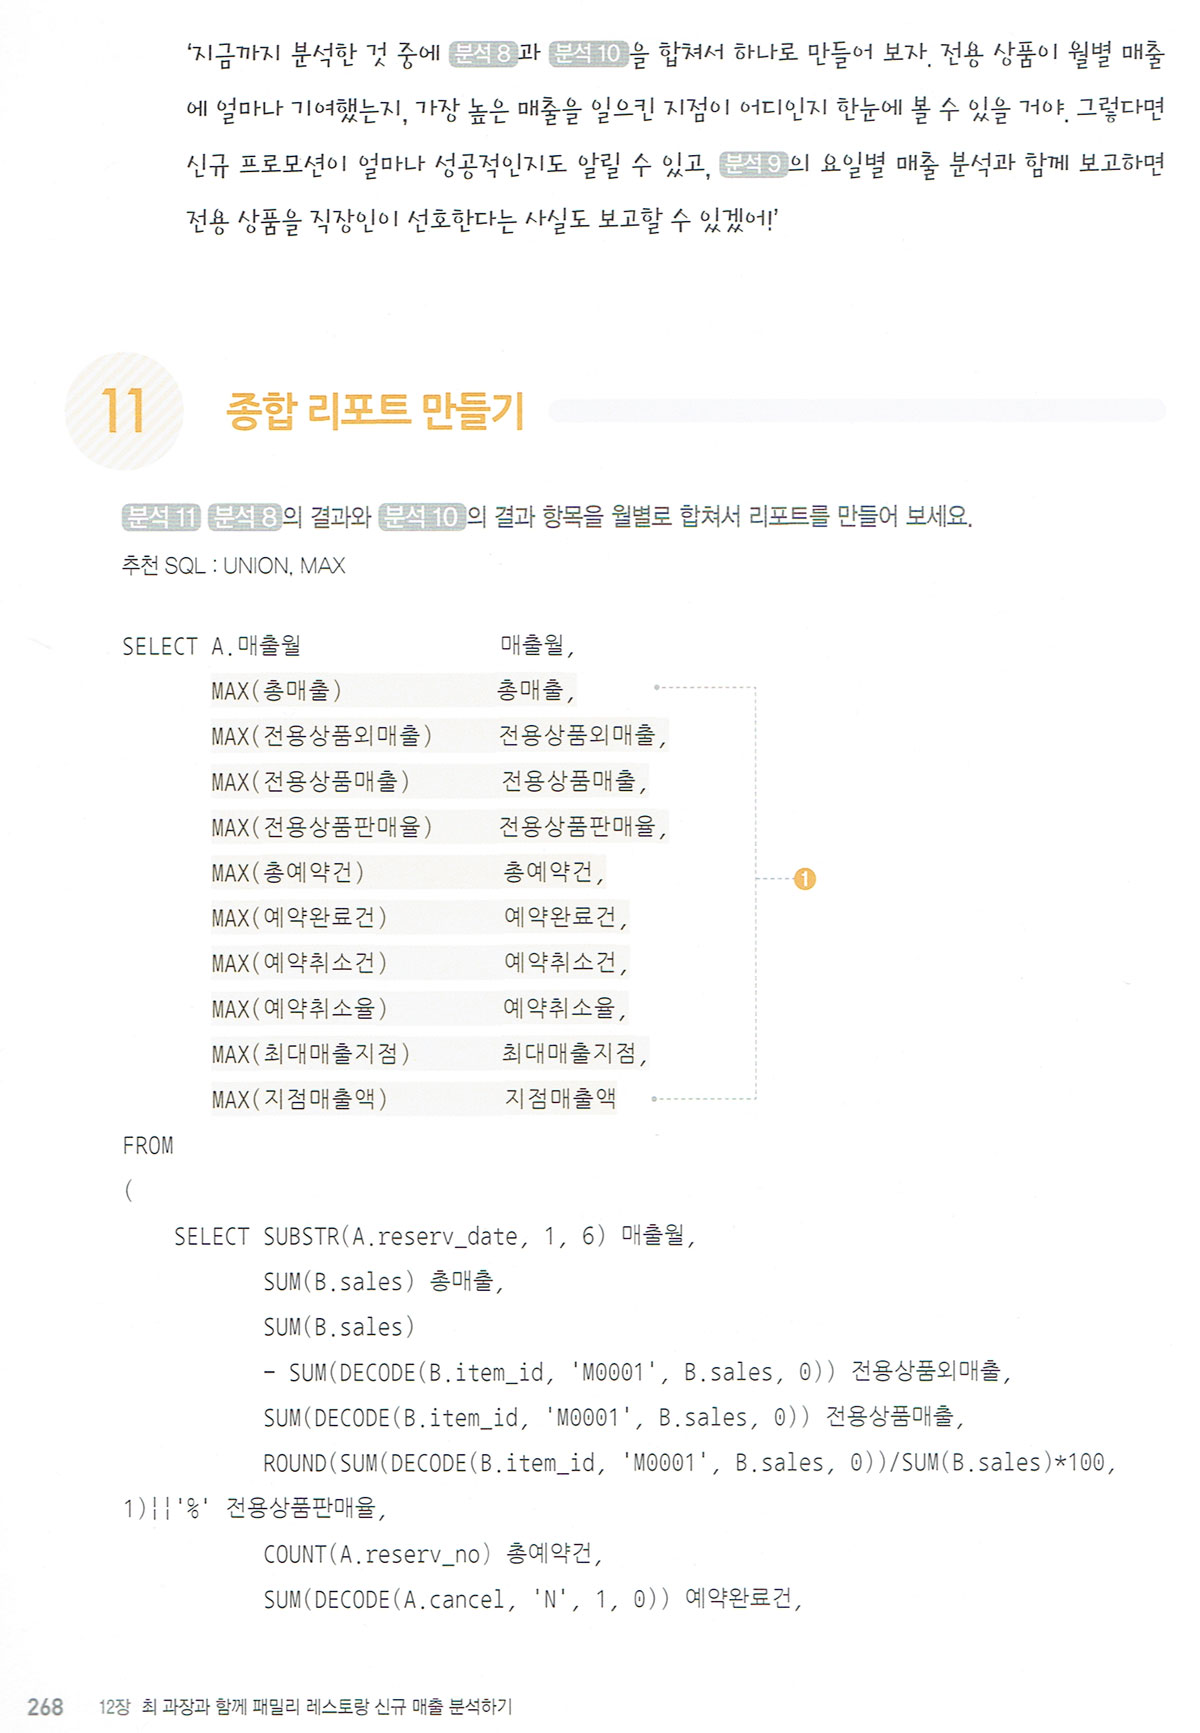 ‘지금까지 분석한 것 중에 분석 8과 분석 10을 합쳐서 하나로 만들어 보자. 전용 상품이 월별 매출
에 얼마나 기여했는지, 가장 높은 매출을 일으킨 지점이 어디인지 한눈에 볼 수 있을 거야. 그렇다면
신규 프로모션이 얼마나 성공적인지도 알릴 수 있고, 분석 9의 요일별 매출 분석과 함께 보고하면
전용 상품을 직장인이 선호한다는 사실도 보고할 수 있겠어!’
11 종합 리포트 만들기
분석 11 분석 8의 결과와 분석 10의 결과 항목을 월별로 합쳐서 리포트를 만들어 보세요.
추천 SQL : UNION, MAX
SELECT A.매출월 매출월,
MAX(총매출) 총매출,
MAX(전용상품외매출) 전용상품외매출,
MAX(전용상품매출) 전용상품매출,
MAX(전용상품판매율) 전용상품판매율,
MAX(총예약건) 총예약건,
1
MAX(예약완료건) 예약완료건,
MAX(예약취소건) 예약취소건,
MAX(예약취소율) 예약취소율,
MAX(최대매출지점) 최대매출지점,
MAX(지점매출액) 지점매출액
FROM
(
SELECT SUBSTR(A.reserv_date, 1, 6) 매출월,
SUM(B.sales) 총매출,
SUM(B.sales)
- SUM(DECODE(B.item_id, 'M0001', B.sales, 0)) 전용상품외매출,
SUM(DECODE(B.item_id, 'M0001', B.sales, 0)) 전용상품매출,
ROUND(SUM(DECODE(B.item_id, 'M0001', B.sales, 0))/SUM(B.sales)*100,
1)||'%' 전용상품판매율,
COUNT(A.reserv_no) 총예약건,
SUM(DECODE(A.cancel, 'N', 1, 0)) 예약완료건,
268 12장 최 과장과 함께 패밀리 레스토랑 신규 매출 분석하기